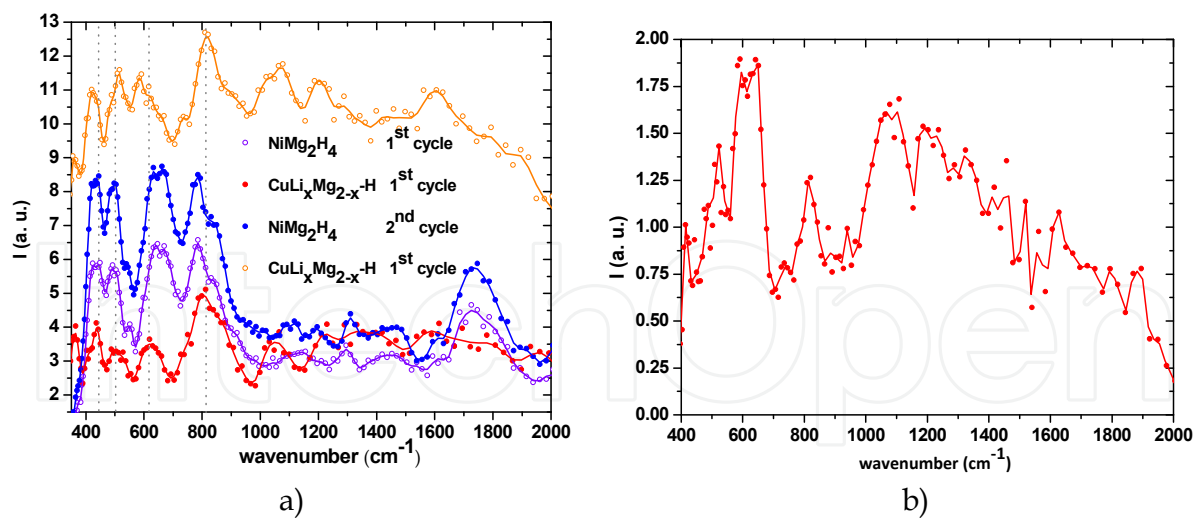 13
12
11
10
9
8
7
6
5
4
3
2
I (a. u.)
NiMg₂H₄ 1ˢᵗ cycle
CuLiₓMg₂₋ₓ-H 1ˢᵗ cycle
NiMg₂H₄ 2ⁿᵈ cycle
CuLiₓMg₂₋ₓ-H 1ˢᵗ cycle
400 600 800 1000 1200 1400 1600 1800 2000
wavenumber (cm⁻¹)
a)
2.00
1.75
1.50
1.25
1.00
0.75
0.50
0.25
0.00
I (a. u.)
400 600 800 1000 1200 1400 1600 1800 2000
wavenumber (cm⁻¹)
b)
IntechOpen